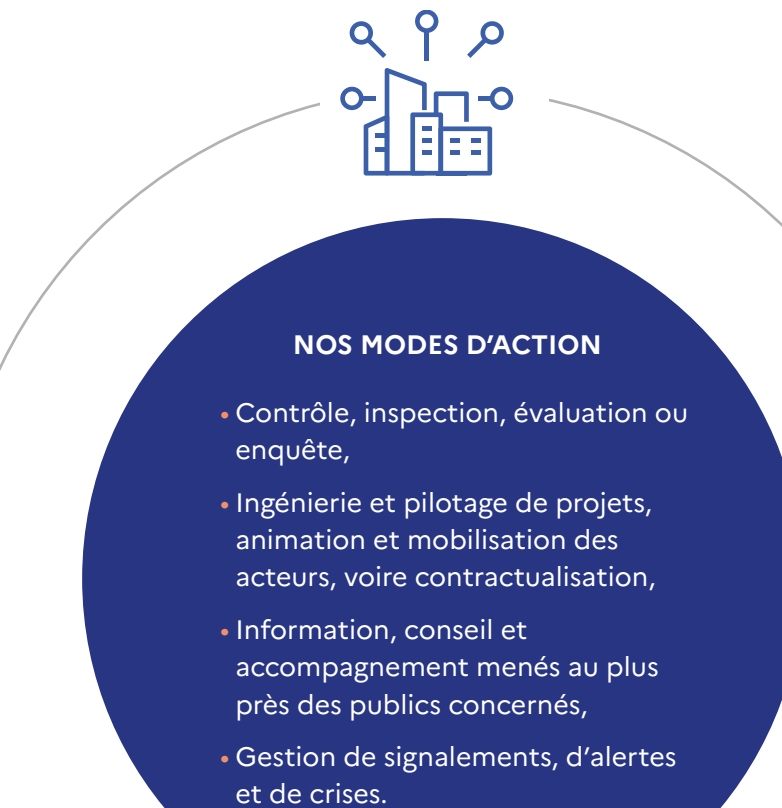 NOS MODES D’ACTION
• Contrôle, inspection, évaluation ou
enquête,
• Ingénierie et pilotage de projets,
animation et mobilisation des
acteurs, voire contractualisation,
• Information, conseil et
accompagnement menés au plus
près des publics concernés,
• Gestion de signalements, d’alertes
et de crises.